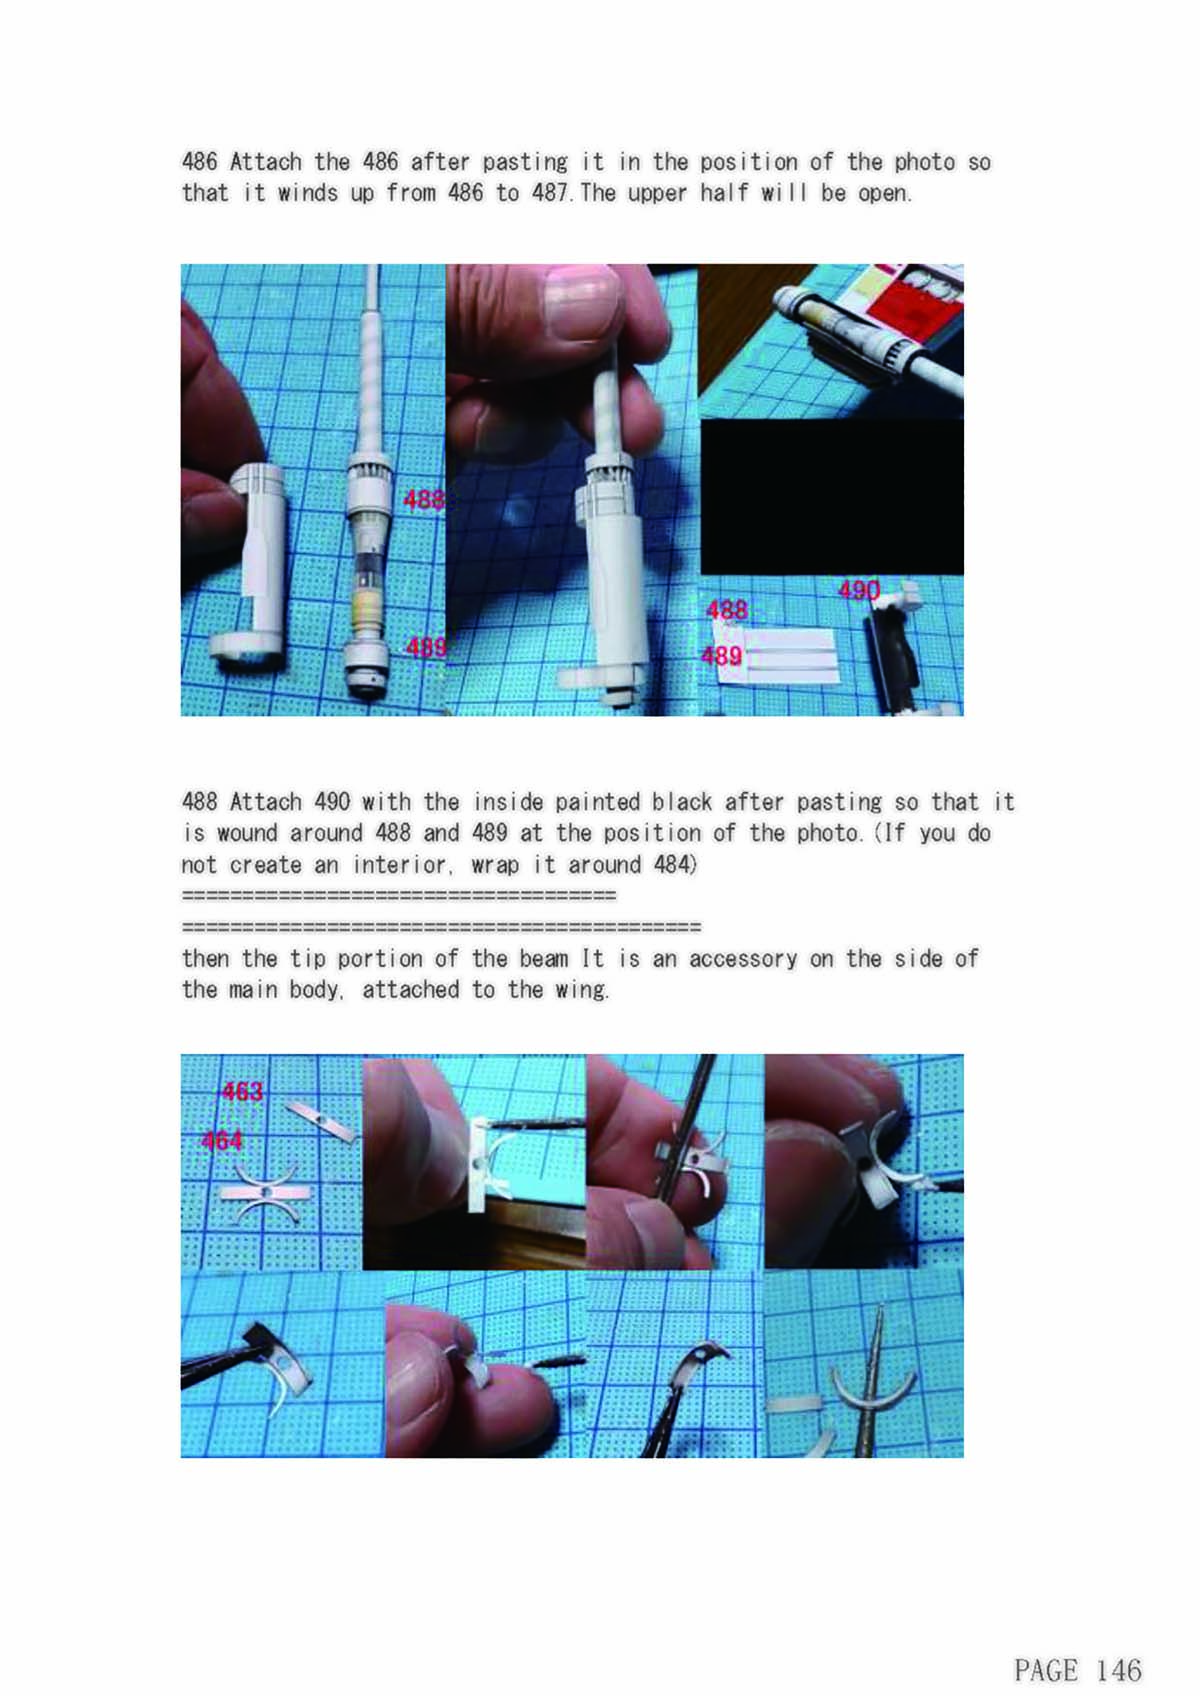 486 Attach the 486 after pasting it in the position of the photo so
that it winds up from 486 to 487.The upper half will be open.
488
489
490
488
489
488 Attach 490 with the inside painted black after pasting so that it
is wound around 488 and 489 at the position of the photo.(If you do
not create an interior, wrap it around 484)
====================================
===========================================
then the tip portion of the beam It is an accessory on the side of
the main body, attached to the wing.
463
464
PAGE 146